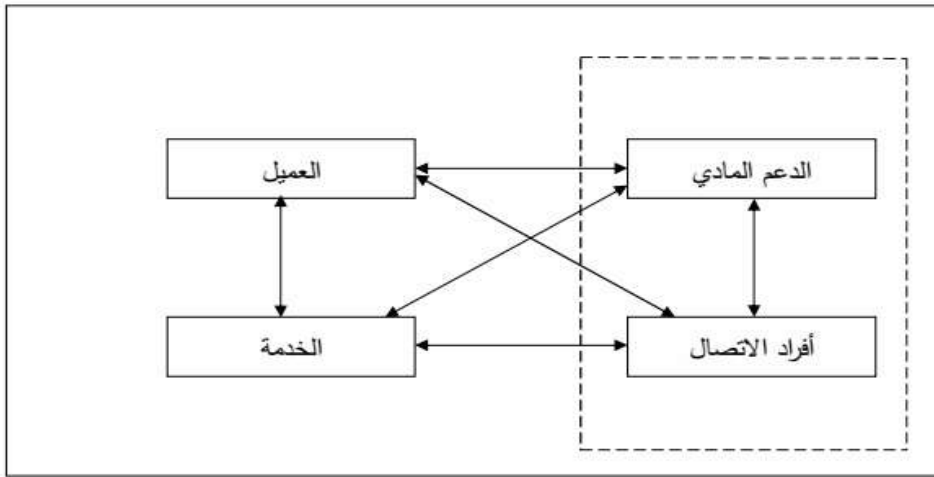 الدعم المادي
العميل
أفراد الاتصال
الخدمة